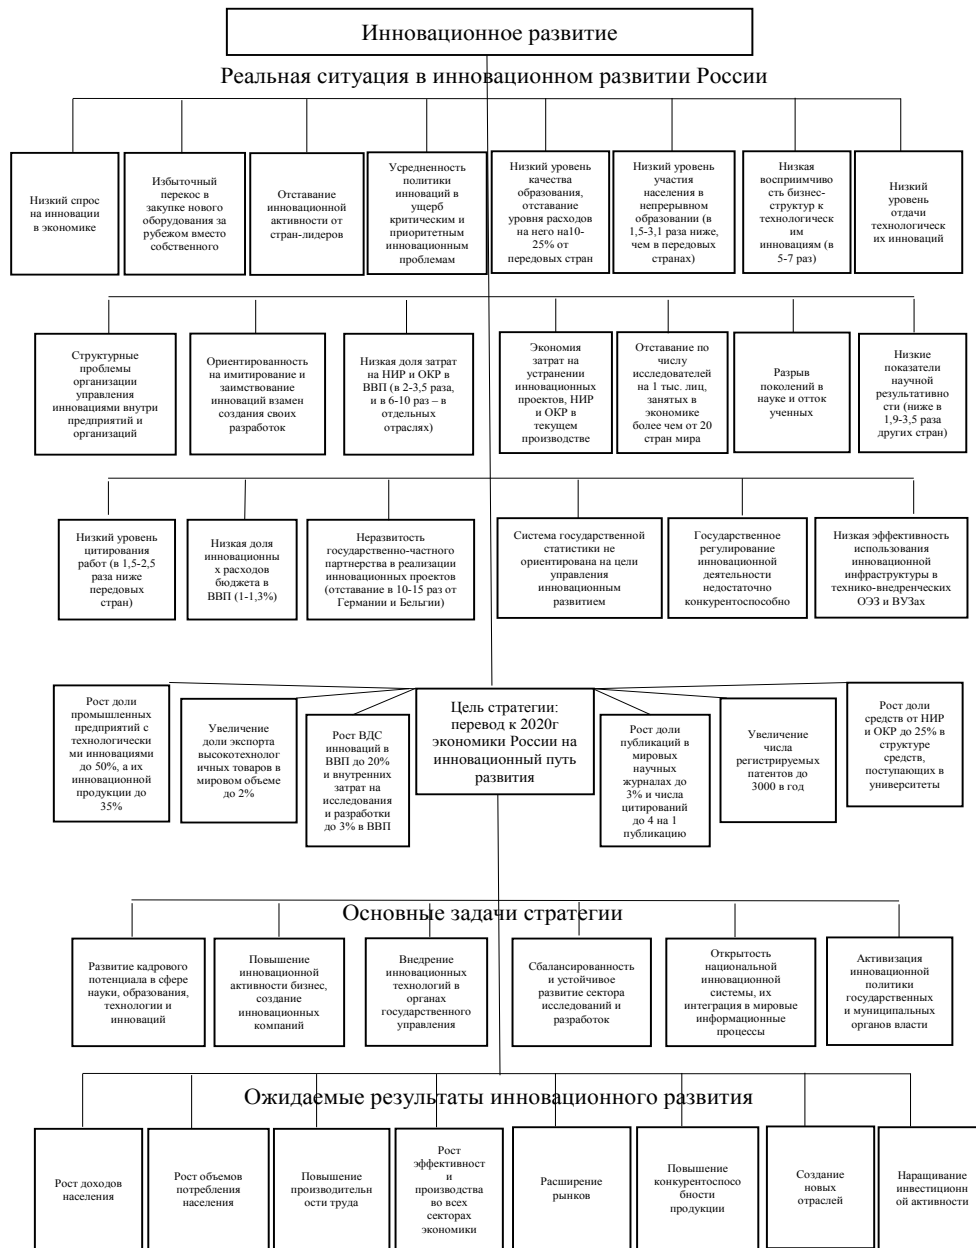 Инновационное развитие
Реальная ситуация в инновационном развитии России
Низкий спрос
на инновации
в экономике
Избыточный
перекос в
закупке нового
оборудования за
рубежом вместо
собственного
Отставание
инновационной
активности от
стран-лидеров
Усредненность
политики
инноваций в
ущерб
критическим и
приоритетным
инновационным
проблемам
Низкий уровень
качества
образования,
отставание
уровня расходов
на него на10-
25% от
передовых стран
Низкий уровень
участия
населения в
непрерывном
образовании (в
1,5-3,1 раза ниже,
чем в передовых
странах)
Низкая
восприимчиво
сть бизнес-
структур к
технологическ
им
инновациям (в
5-7 раз)
Низкий
уровень
отдачи
технологическ
их инноваций
Структурные
проблемы
организации
управления
инновациями внутри
предприятий и
организаций
Ориентированность
на имитирование и
заимствование
инноваций взамен
создания своих
разработок
Низкая доля затрат
на НИР и ОКР в
ВВП (в 2-3,5 раза,
и в 6-10 раз – в
отдельных
отраслях)
Экономия
затрат на
устранении
инновационных
проектов, НИР
и ОКР в
текущем
производстве
Отставание по
числу
исследователей
на 1 тыс. лиц,
занятых в
экономике
более чем от 20
стран мира
Разрыв
поколений в
науке и отток
ученных
Низкие
показатели
научной
результативно
сти (ниже в
1,9-3,5 раза
других стран)
Низкий уровень
цитирования
работ (в 1,5-2,5
раза ниже
передовых
стран)
Низкая доля
инновационны
х расходов
бюджета в
ВВП (1-1,3%)
Неразвитость
государственно-частного
партнерства в реализации
инновационных проектов
(отставание в 10-15 раз от
Германии и Бельгии)
Система государственной
статистики не
ориентирована на цели
управления
инновационным
развитием
Государственное
регулирование
инновационной
деятельности
недостаточно
конкурентоспособно
Низкая эффективность
использования
инновационной
инфраструктуры в
технико-внедренческих
ОЭЗ и ВУЗах
Рост доли
промышленных
предприятий с
технологически
ми инновациями
до 50%, а их
инновационной
продукции до
35%
Увеличение
доли экспорта
высокотехнолог
ичных товаров в
мировом объеме
до 2%
Рост ВДС
инноваций в
ВВП до 20%
и внутренних
затрат на
исследования
и разработки
до 3% в ВВП
Цель стратегии:
перевод к 2020г
экономики России на
инновационный путь
развития
Рост доли
публикаций в
мировых
научных
журналах до
3% и числа
цитирований
до 4 на 1
публикацию
Увеличение
числа
регистрируемых
патентов до
3000 в год
Рост доли
средств от НИР
и ОКР до 25% в
структуре
средств,
поступающих в
университеты
Основные задачи стратегии
Развитие кадрового
потенциала в сфере
науки, образования,
технологии и
инноваций
Повышение
инновационной
активности бизнес,
создание
инновационных
компаний
Внедрение
инновационных
технологий в
органах
государственного
управления
Сбалансированность
и устойчивое
развитие сектора
исследований и
разработок
Открытость
национальной
инновационной
системы, их
интеграция в мировые
информационные
процессы
Активизация
инновационной
политики
государственных
и муниципальных
органов власти
Ожидаемые результаты инновационного развития
Рост доходов
населения
Рост объемов
потребления
населения
Повышение
производительн
ости труда
Рост
эффективност
и
производства
во всех
секторах
экономики
Расширение
рынков
Повышение
конкурентоспосо
бности
продукции
Создание
новых
отраслей
Наращивание
инвестиционн
ой активности